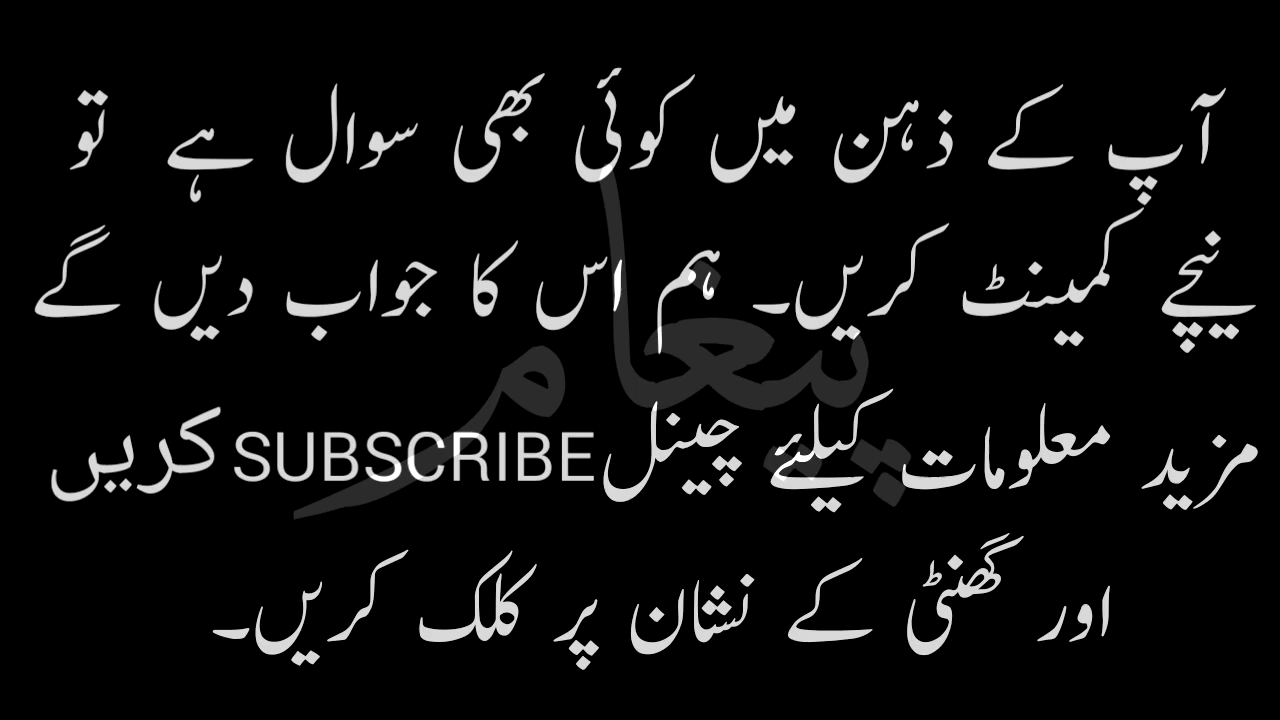 آپ کے ذہن میں کوئی بھی سوال ہے تو
نیچے کمینٹ کریں۔ ہم اس کا جواب دیں گے
مزید معلومات کیلئے چینل SUBSCRIBE کریں
اور گھنٹی کے نشان پر کلک کریں۔
پیغام